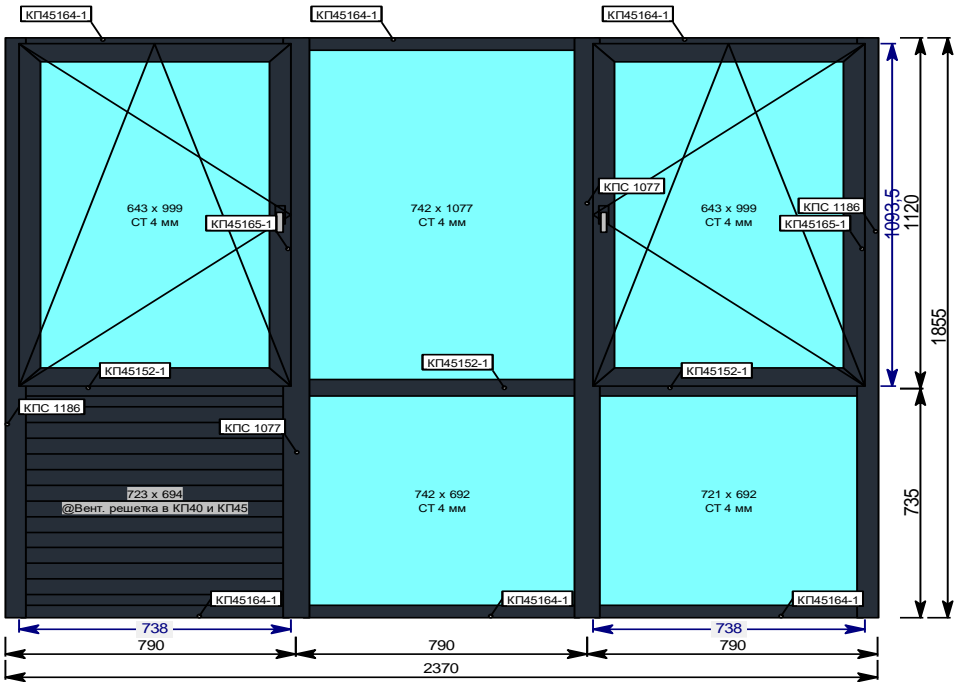 КП45164-1
КП45164-1
КП45164-1
643 x 999
СТ 4 мм
КП45165-1
742 x 1077
СТ 4 мм
КПС 1077
643 x 999
СТ 4 мм
КПС 1186
КП45165-1
1093,5
1120
1855
КП45152-1
КП45152-1
КП45152-1
КПС 1186
КПС 1077
723 x 694
@Вент. решетка в КП40 и КП45
742 x 692
СТ 4 мм
721 x 692
СТ 4 мм
735
КП45164-1
КП45164-1
КП45164-1
738
738
790
790
790
2370